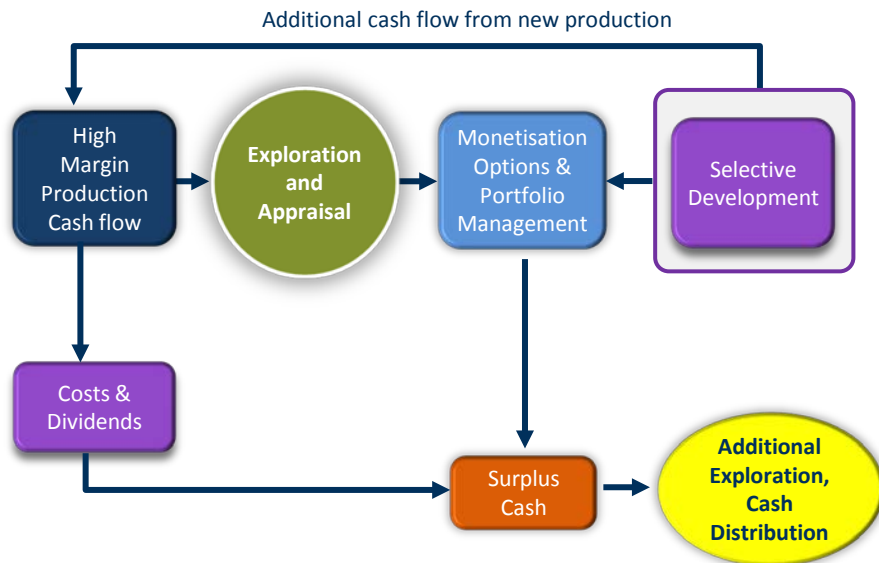 Additional cash flow from new production
High
Margin
Production
Cash flow
Exploration
and
Appraisal
Monetisation
Options &
Portfolio
Management
Selective
Development
Costs &
Dividends
Surplus
Cash
Additional
Exploration,
Cash
Distribution